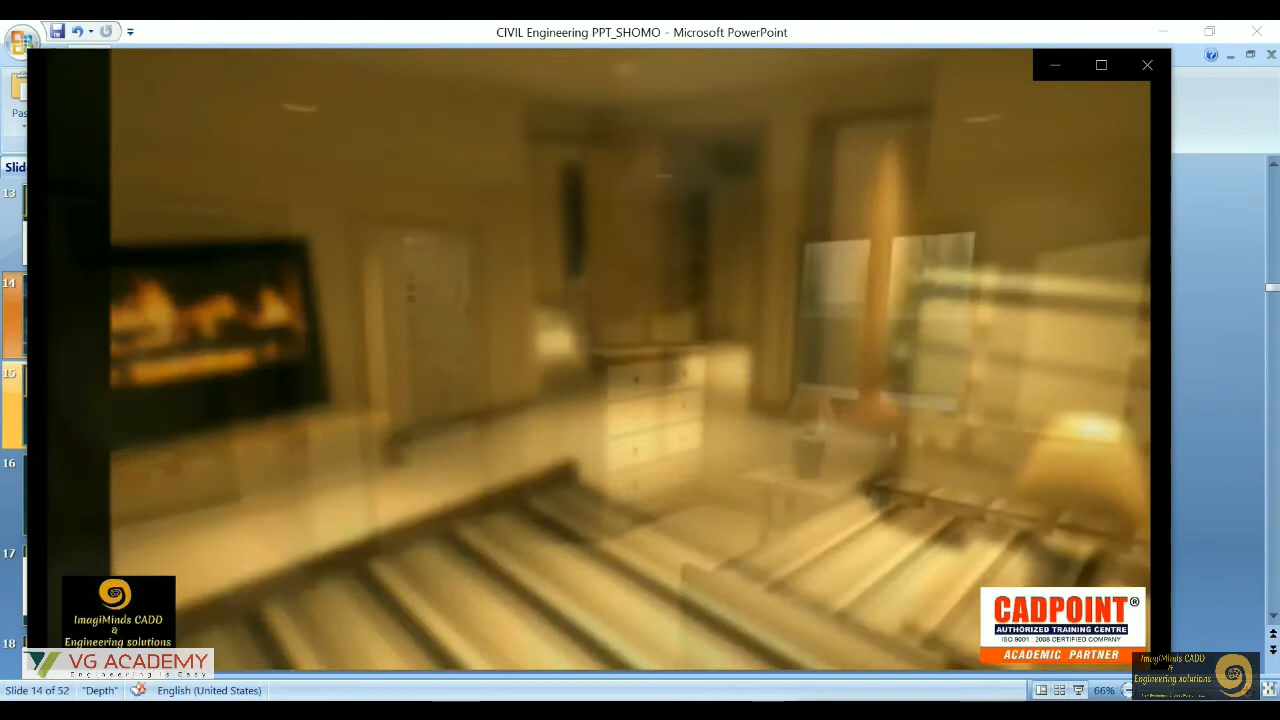 CIVIL Engineering PPT_SHOMO - Microsoft PowerPoint
Pas
Slid
13
14
15
16
17
18
ImagiMinds CADD
&
Engineering solutions
VG ACADEMY
Engineering is Easy
CADPOINT®
AUTHORIZED TRAINING CENTRE
ISO 9001 : 2008 CERTIFIED COMPANY
ACADEMIC PARTNER
ImagiMinds CADD
&
Engineering solutions
Slide 14 of 52
"Depth"
English (United States)
66%